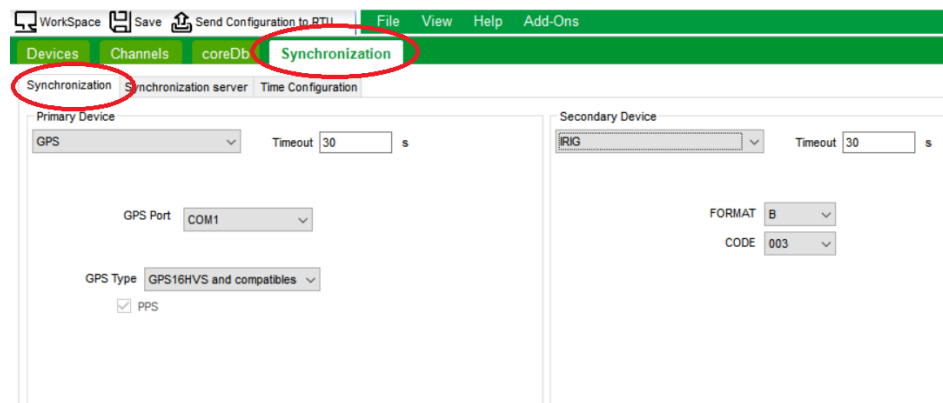 WorkSpace Save Send Configuration to RTU File View Help Add-Ons
Devices Channels coreDb Synchronization
Synchronization Synchronization server Time Configuration
Primary Device Secondary Device
GPS Timeout 30 s IRIG Timeout 30 s
GPS Port COM1 FORMAT B
CODE 003
GPS Type GPS16HVS and compatibles
PPS